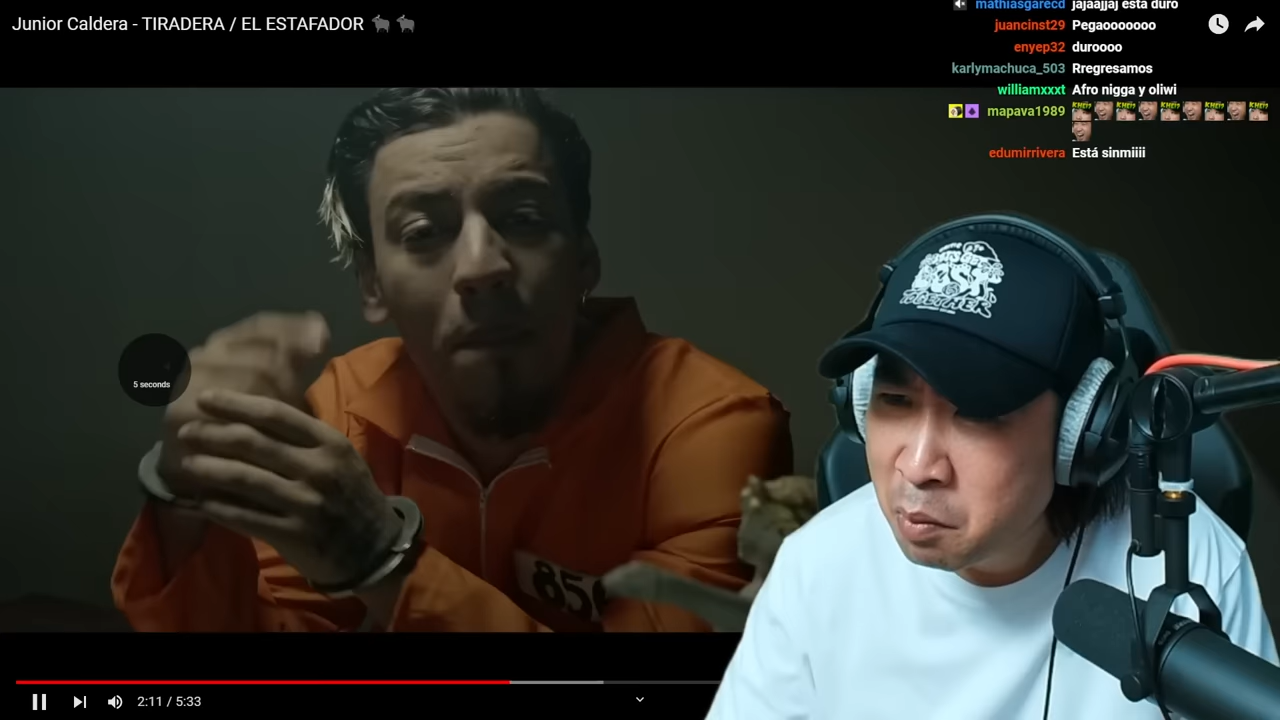 Junior Caldera - TIRADERA / EL ESTAFADOR
mathiasgarecd jajaajjaj esta duro
juancinst29 Pegaooooooo
enyep32 duroooo
karlymachuca_503 Rregresamos
williamxxxt Afro nigga y oliwi
mapava1989
edumirrivera Está sinmiiii
TOGETHER
5 seconds
856
2:11 / 5:33